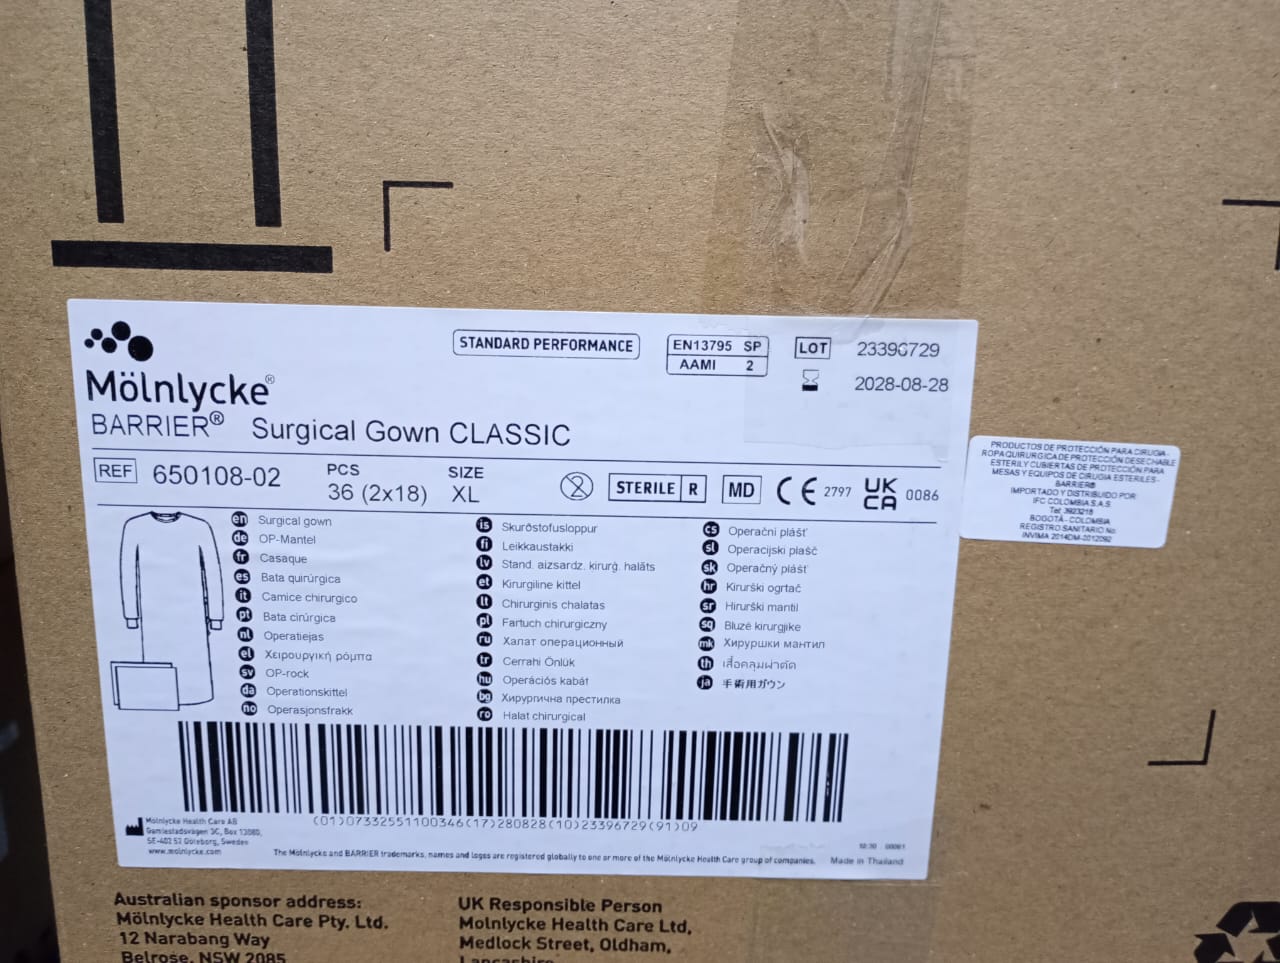 STANDARD PERFORMANCE
EN13795 SP
AAMI 2
LOT 23396729
2028-08-28
Mölnlycke®
BARRIER® Surgical Gown CLASSIC
REF 650108-02
PCS
36 (2x18)
SIZE
XL
2
STERILE R
MD
CE 2797
UK
CA 0086
en Surgical gown
de OP-Mantel
fr Casaque
es Bata quirúrgica
it Camice chirurgico
pt Bata cirúrgica
nl Operatiejas
el Χειρουργική ρόμπα
sv OP-rock
da Operationskittel
no Operasjonsfrakk
is Skurðstofusloppur
fi Leikkaustakki
lv Stand. aizsardz. ķirurģ. halāts
et Kirurgiline kittel
lt Chirurginis chalatas
pl Fartuch chirurgiczny
ru Халат операционный
tr Cerrahi Önlük
hu Operációs kabát
bg Хирургична престилка
ro Halat chirurgical
cs Operační plášť
sl Operacijski plašč
sk Operačný plášť
hr Kirurški ogrtač
sr Hirurški mantil
sq Bluzë kirurgjike
mk Хируршки мантил
th เสื้อคลุมผ่าตัด
ja 手術用ガウン
(01)07332551100346(17)280828(10)23396729(91)09
Mölnlycke Health Care AB
Gamlestadsvägen 3C, Box 13080,
SE-402 52 Göteborg, Sweden
www.molnlycke.com
The Mölnlycke and BARRIER trademarks, names and logos are registered globally to one or more of the Mölnlycke Health Care group of companies.
Made in Thailand
PRODUCTOS DE PROTECCIÓN PARA CIRUGIA-
ROPA QUIRURGICA DE PROTECCIÓN DESECHABLE
ESTERIL Y CUBIERTAS DE PROTECCIÓN PARA
MESAS Y EQUIPOS DE CIRUGIA ESTERILES-
BARRIER®
IMPORTADO Y DISTRIBUIDO POR
IFC COLOMBIA S.A.S.
Tel: 3923218
BOGOTÁ - COLOMBIA
REGISTRO SANITARIO No.
INVIMA 2014DM-2012092
Australian sponsor address:
Mölnlycke Health Care Pty. Ltd.
12 Narabang Way
Belrose, NSW 2085
UK Responsible Person
Molnlycke Health Care Ltd,
Medlock Street, Oldham,
Lancashire